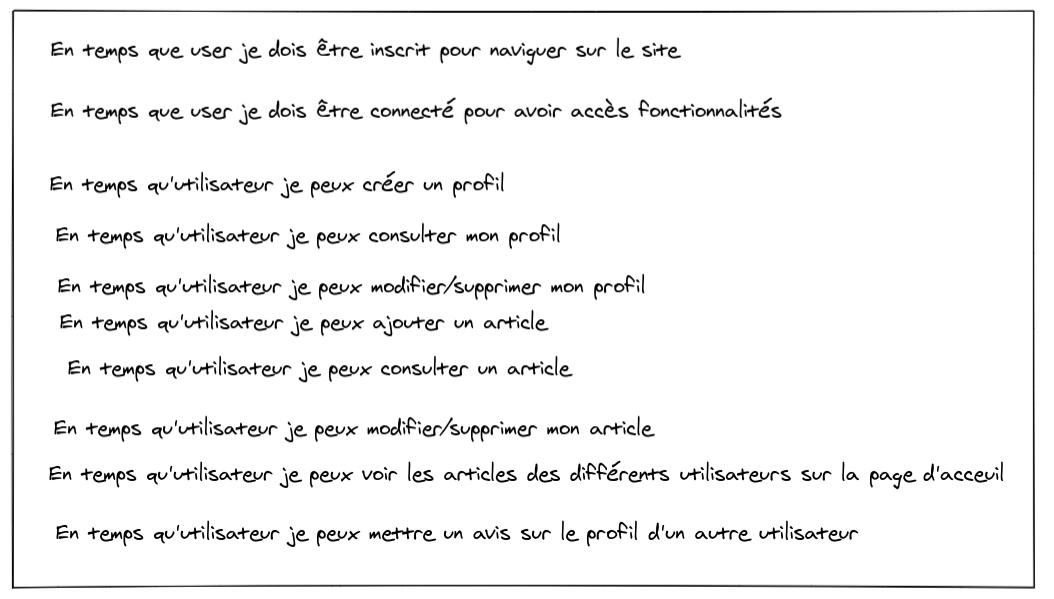 En temps que user je dois être inscrit pour naviguer sur le site
En temps que user je dois être connecté pour avoir accès fonctionnalités
En temps qu'utilisateur je peux créer un profil
En temps qu'utilisateur je peux consulter mon profil
En temps qu'utilisateur je peux modifier/supprimer mon profil
En temps qu'utilisateur je peux ajouter un article
En temps qu'utilisateur je peux consulter un article
En temps qu'utilisateur je peux modifier/supprimer mon article
En temps qu'utilisateur je peux voir les articles des différents utilisateurs sur la page d'acceuil
En temps qu'utilisateur je peux mettre un avis sur le profil d'un autre utilisateur